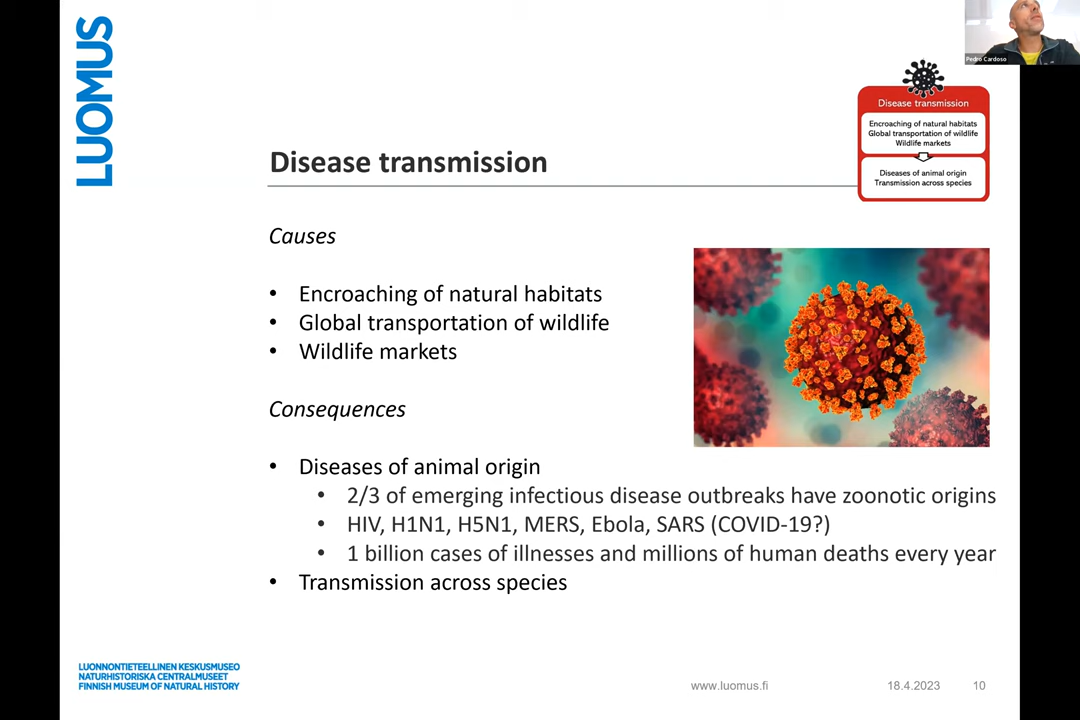 LUOMUS
Pedro Cardoso
Disease transmission
Encroaching of natural habitats
Global transportation of wildlife
Wildlife markets
Diseases of animal origin
Transmission across species
Disease transmission
Causes
• Encroaching of natural habitats
• Global transportation of wildlife
• Wildlife markets
Consequences
• Diseases of animal origin
• 2/3 of emerging infectious disease outbreaks have zoonotic origins
• HIV, H1N1, H5N1, MERS, Ebola, SARS (COVID-19?)
• 1 billion cases of illnesses and millions of human deaths every year
• Transmission across species
LUONNONTIETEELLINEN KESKUSMUSEO
NATURHISTORISKA CENTRALMUSEET
FINNISH MUSEUM OF NATURAL HISTORY
www.luomus.fi
18.4.2023
10